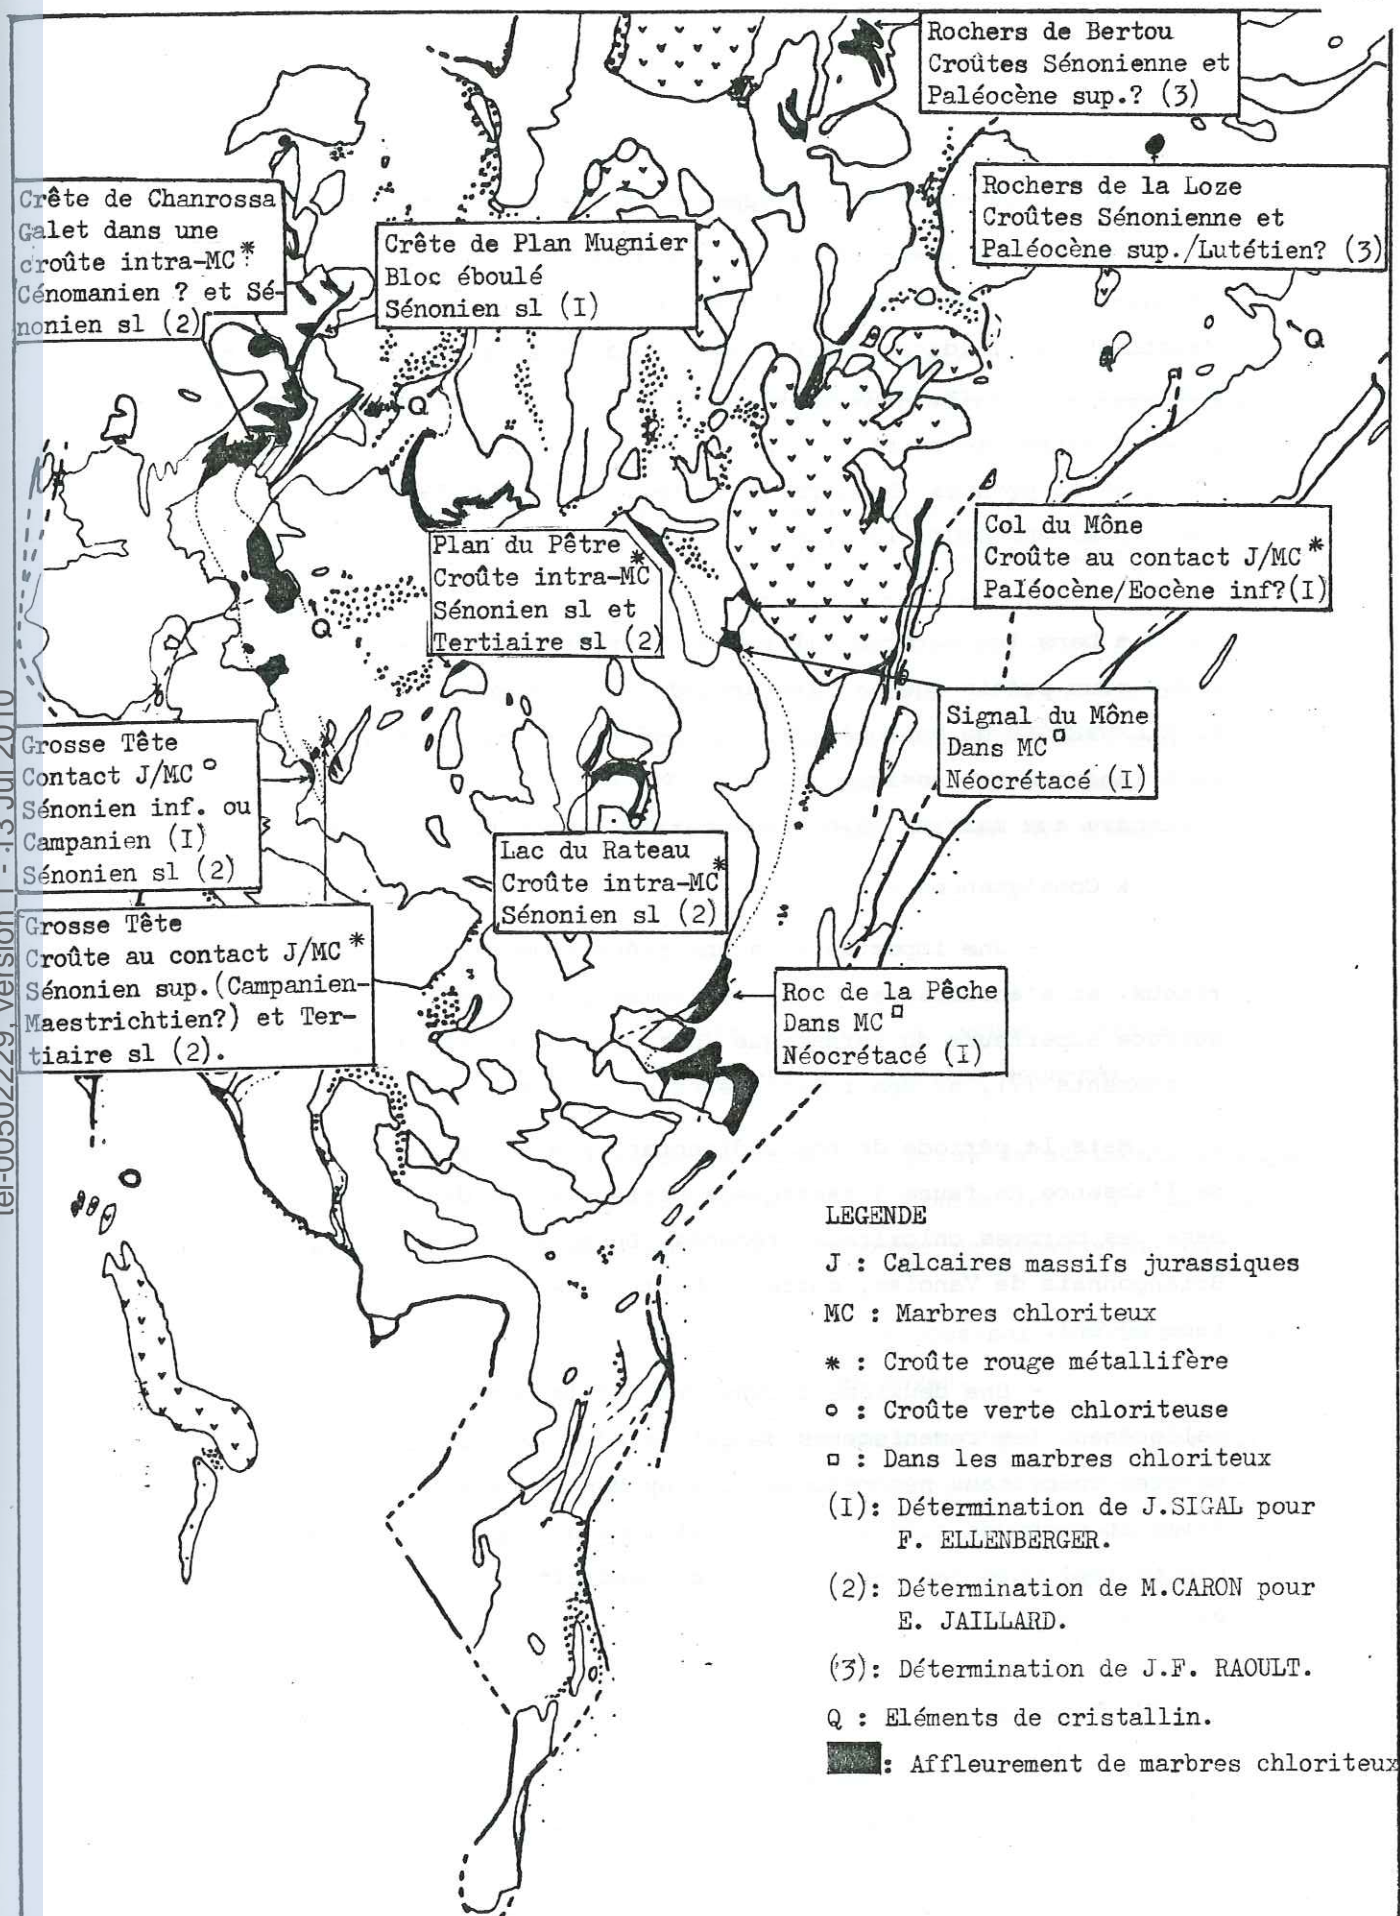 Rochers de Bertou
Croûtes Sénonienne et
Paléocène sup.? (3)
Rochers de la Loze
Croûtes Sénonienne et
Paléocène sup./Lutétien? (3)
Crête de Chanrossa
Galet dans une
croûte intra-MC*?
Cénomanien ? et Sé-
nonien sl (2)
Crête de Plan Mugnier
Bloc éboulé
Sénonien sl (I)
Q
Q
Q
Plan du Pêtre
Croûte intra-MC*
Sénonien sl et
Tertiaire sl (2)
Col du Mône
Croûte au contact J/MC*
Paléocène/Eocène inf?(I)
Signal du Mône
Dans MC□
Néocrétacé (I)
Grosse Tête
Contact J/MC o
Sénonien inf. ou
Campanien (I)
Sénonien sl (2)
Lac du Rateau
Croûte intra-MC*
Sénonien sl (2)
Grosse Tête
Croûte au contact J/MC*
Sénonien sup.(Campanien-
Maestrichtien?) et Ter-
tiaire sl (2).
Roc de la Pêche
Dans MC□
Néocrétacé (I)
LEGENDE
J : Calcaires massifs jurassiques
MC : Marbres chloriteux
* : Croûte rouge métallifère
o : Croûte verte chloriteuse
□ : Dans les marbres chloriteux
(I): Détermination de J.SIGAL pour
F. ELLENBERGER.
(2): Détermination de M.CARON pour
E. JAILLARD.
(3): Détermination de J.F. RAOULT.
Q : Eléments de cristallin.
: Affleurement de marbres chloriteux
tel-00502229, version 1 - 13 Jul 2010